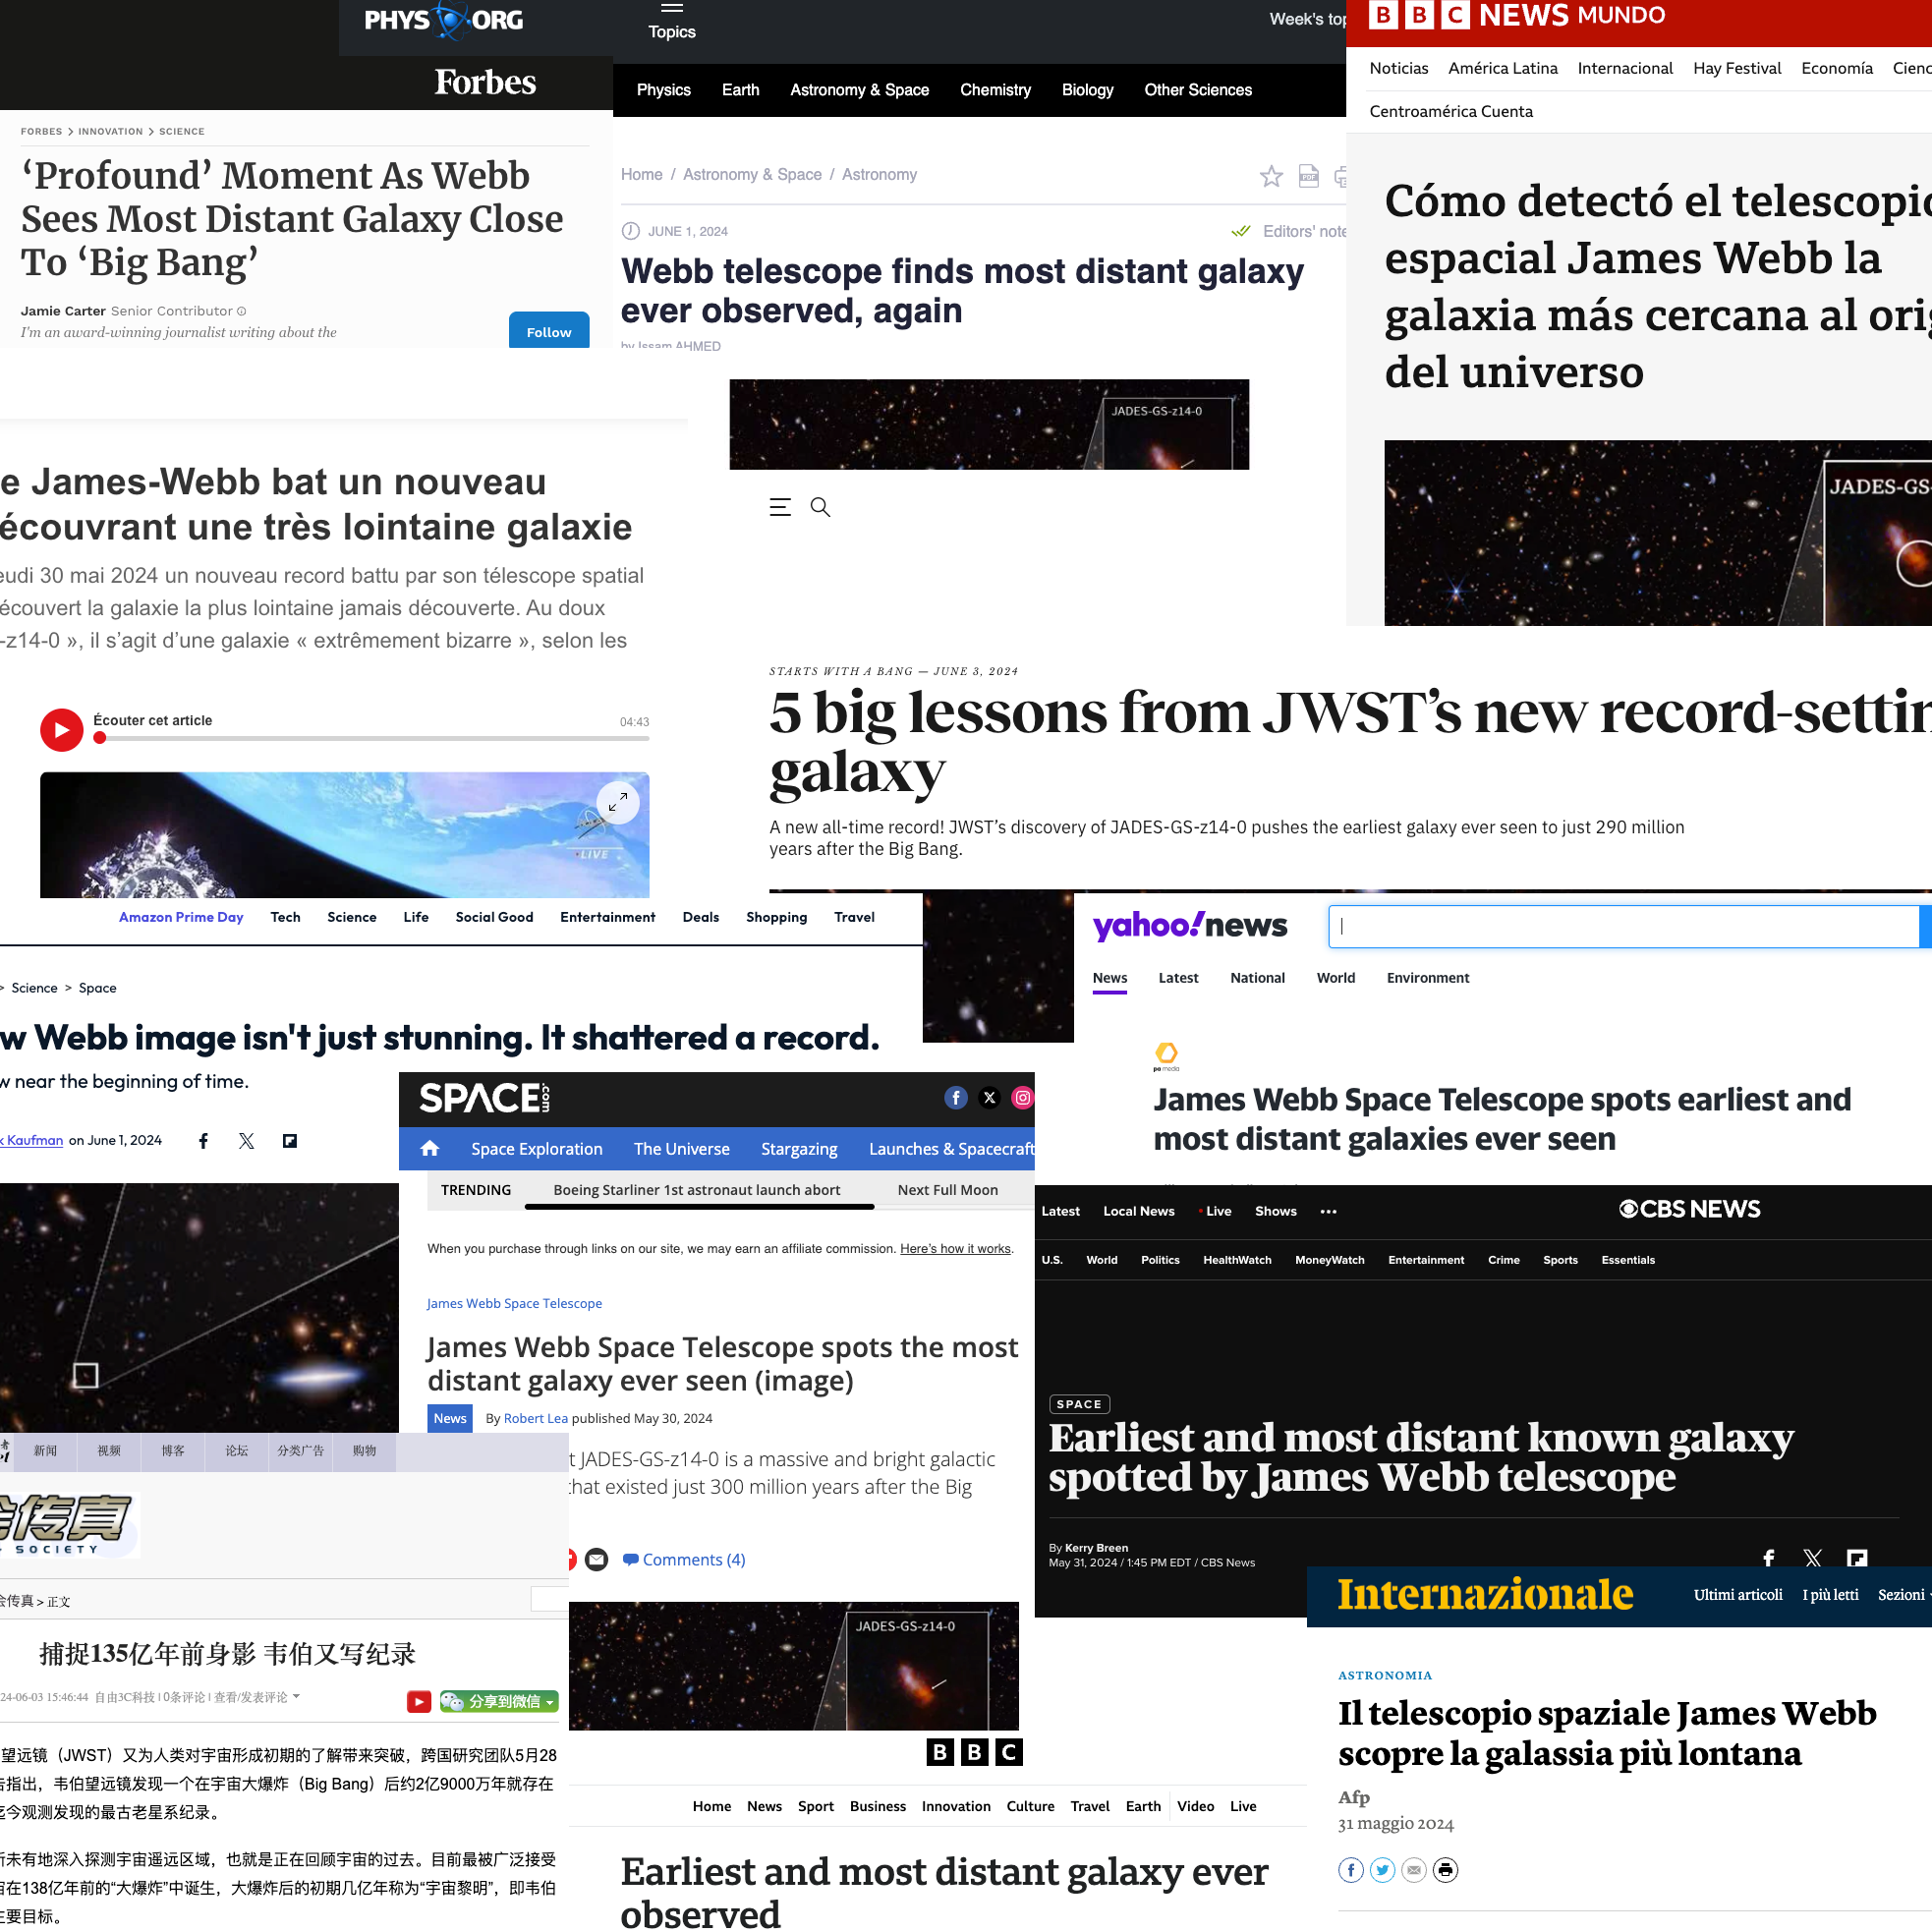 PHYS ORG
Topics
Week's top
Forbes
Physics Earth Astronomy & Space Chemistry Biology Other Sciences
FORBES > INNOVATION > SCIENCE
‘Profound’ Moment As Webb
Sees Most Distant Galaxy Close
To ‘Big Bang’
Jamie Carter Senior Contributor
I'm an award-winning journalist writing about the
Follow
Home / Astronomy & Space / Astronomy
PDF
JUNE 1, 2024
Editors' note
Webb telescope finds most distant galaxy
ever observed, again
by Issam AHMED
JADES-GS-z14-0
BBC NEWS MUNDO
Noticias América Latina Internacional Hay Festival Economía Cienc
Centroamérica Cuenta
Cómo detectó el telescopio
espacial James Webb la
galaxia más cercana al orig
del universo
JADES-GS-
e James-Webb bat un nouveau
écouvrant une très lointaine galaxie
eudi 30 mai 2024 un nouveau record battu par son télescope spatial
écouvert la galaxie la plus lointaine jamais découverte. Au doux
-z14-0 », il s’agit d’une galaxie « extrêmement bizarre », selon les
Écouter cet article
04:43
LIVE
STARTS WITH A BANG — JUNE 3, 2024
5 big lessons from JWST’s new record-settin
galaxy
A new all-time record! JWST’s discovery of JADES-GS-z14-0 pushes the earliest galaxy ever seen to just 290 million
years after the Big Bang.
Amazon Prime Day Tech Science Life Social Good Entertainment Deals Shopping Travel
> Science > Space
w Webb image isn't just stunning. It shattered a record.
w near the beginning of time.
k Kaufman on June 1, 2024
yahoo!news
News Latest National World Environment
pa media
James Webb Space Telescope spots earliest and
most distant galaxies ever seen
SPACE.com
Space Exploration The Universe Stargazing Launches & Spacecraft
TRENDING Boeing Starliner 1st astronaut launch abort Next Full Moon
When you purchase through links on our site, we may earn an affiliate commission. Here’s how it works.
James Webb Space Telescope
James Webb Space Telescope spots the most
distant galaxy ever seen (image)
News By Robert Lea published May 30, 2024
t JADES-GS-z14-0 is a massive and bright galactic
that existed just 300 million years after the Big
Comments (4)
JADES-GS-z14-0
Latest Local News Live Shows
CBS NEWS
U.S. World Politics HealthWatch MoneyWatch Entertainment Crime Sports Essentials
SPACE
Earliest and most distant known galaxy
spotted by James Webb telescope
By Kerry Breen
May 31, 2024 / 1:45 PM EDT / CBS News
新闻 视频 博客 论坛 分类广告 购物
会传真
SOCIETY
会传真 > 正文
捕捉135亿年前身影 韦伯又写纪录
24-06-03 15:46:44 自由3C科技 | 0条评论 | 查看/发表评论
分享到微信
望远镜（JWST）又为人类对宇宙形成初期的了解带来突破，跨国研究团队5月28
告指出，韦伯望远镜发现一个在宇宙大爆炸（Big Bang）后约2亿9000万年就存在
迄今观测发现的最古老星系纪录。
所未有地深入探测宇宙遥远区域，也就是正在回顾宇宙的过去。目前最被广泛接受
宙在138亿年前的“大爆炸”中诞生，大爆炸后的初期几亿年称为“宇宙黎明”，即韦伯
主要目标。
BBC
Home News Sport Business Innovation Culture Travel Earth Video Live
Earliest and most distant galaxy ever
observed
Internazionale
Ultimi articoli I più letti Sezioni
ASTRONOMIA
Il telescopio spaziale James Webb
scopre la galassia più lontana
Afp
31 maggio 2024